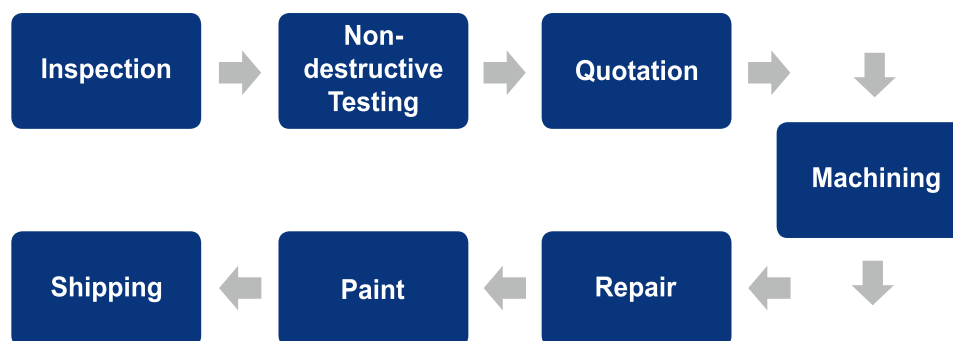 Inspection
Non-
destructive
Testing
Quotation
Machining
Repair
Paint
Shipping